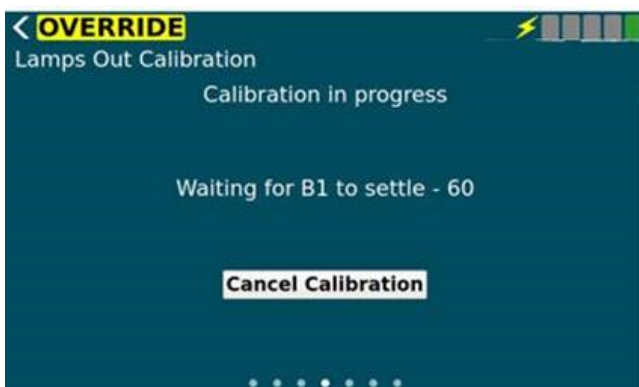 OVERRIDE
Lamps Out Calibration
Calibration in progress
Waiting for B1 to settle - 60
Cancel Calibration